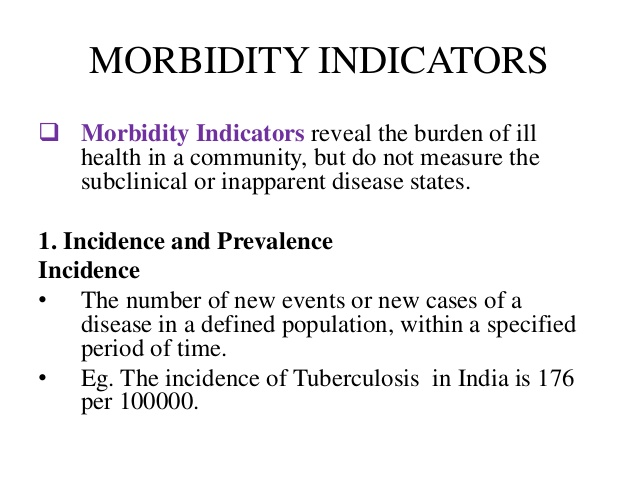 MORBIDITY INDICATORS
❑ Morbidity Indicators reveal the burden of ill
health in a community, but do not measure the
subclinical or inapparent disease states.
1. Incidence and Prevalence
Incidence
• The number of new events or new cases of a
disease in a defined population, within a specified
period of time.
• Eg. The incidence of Tuberculosis in India is 176
per 100000.